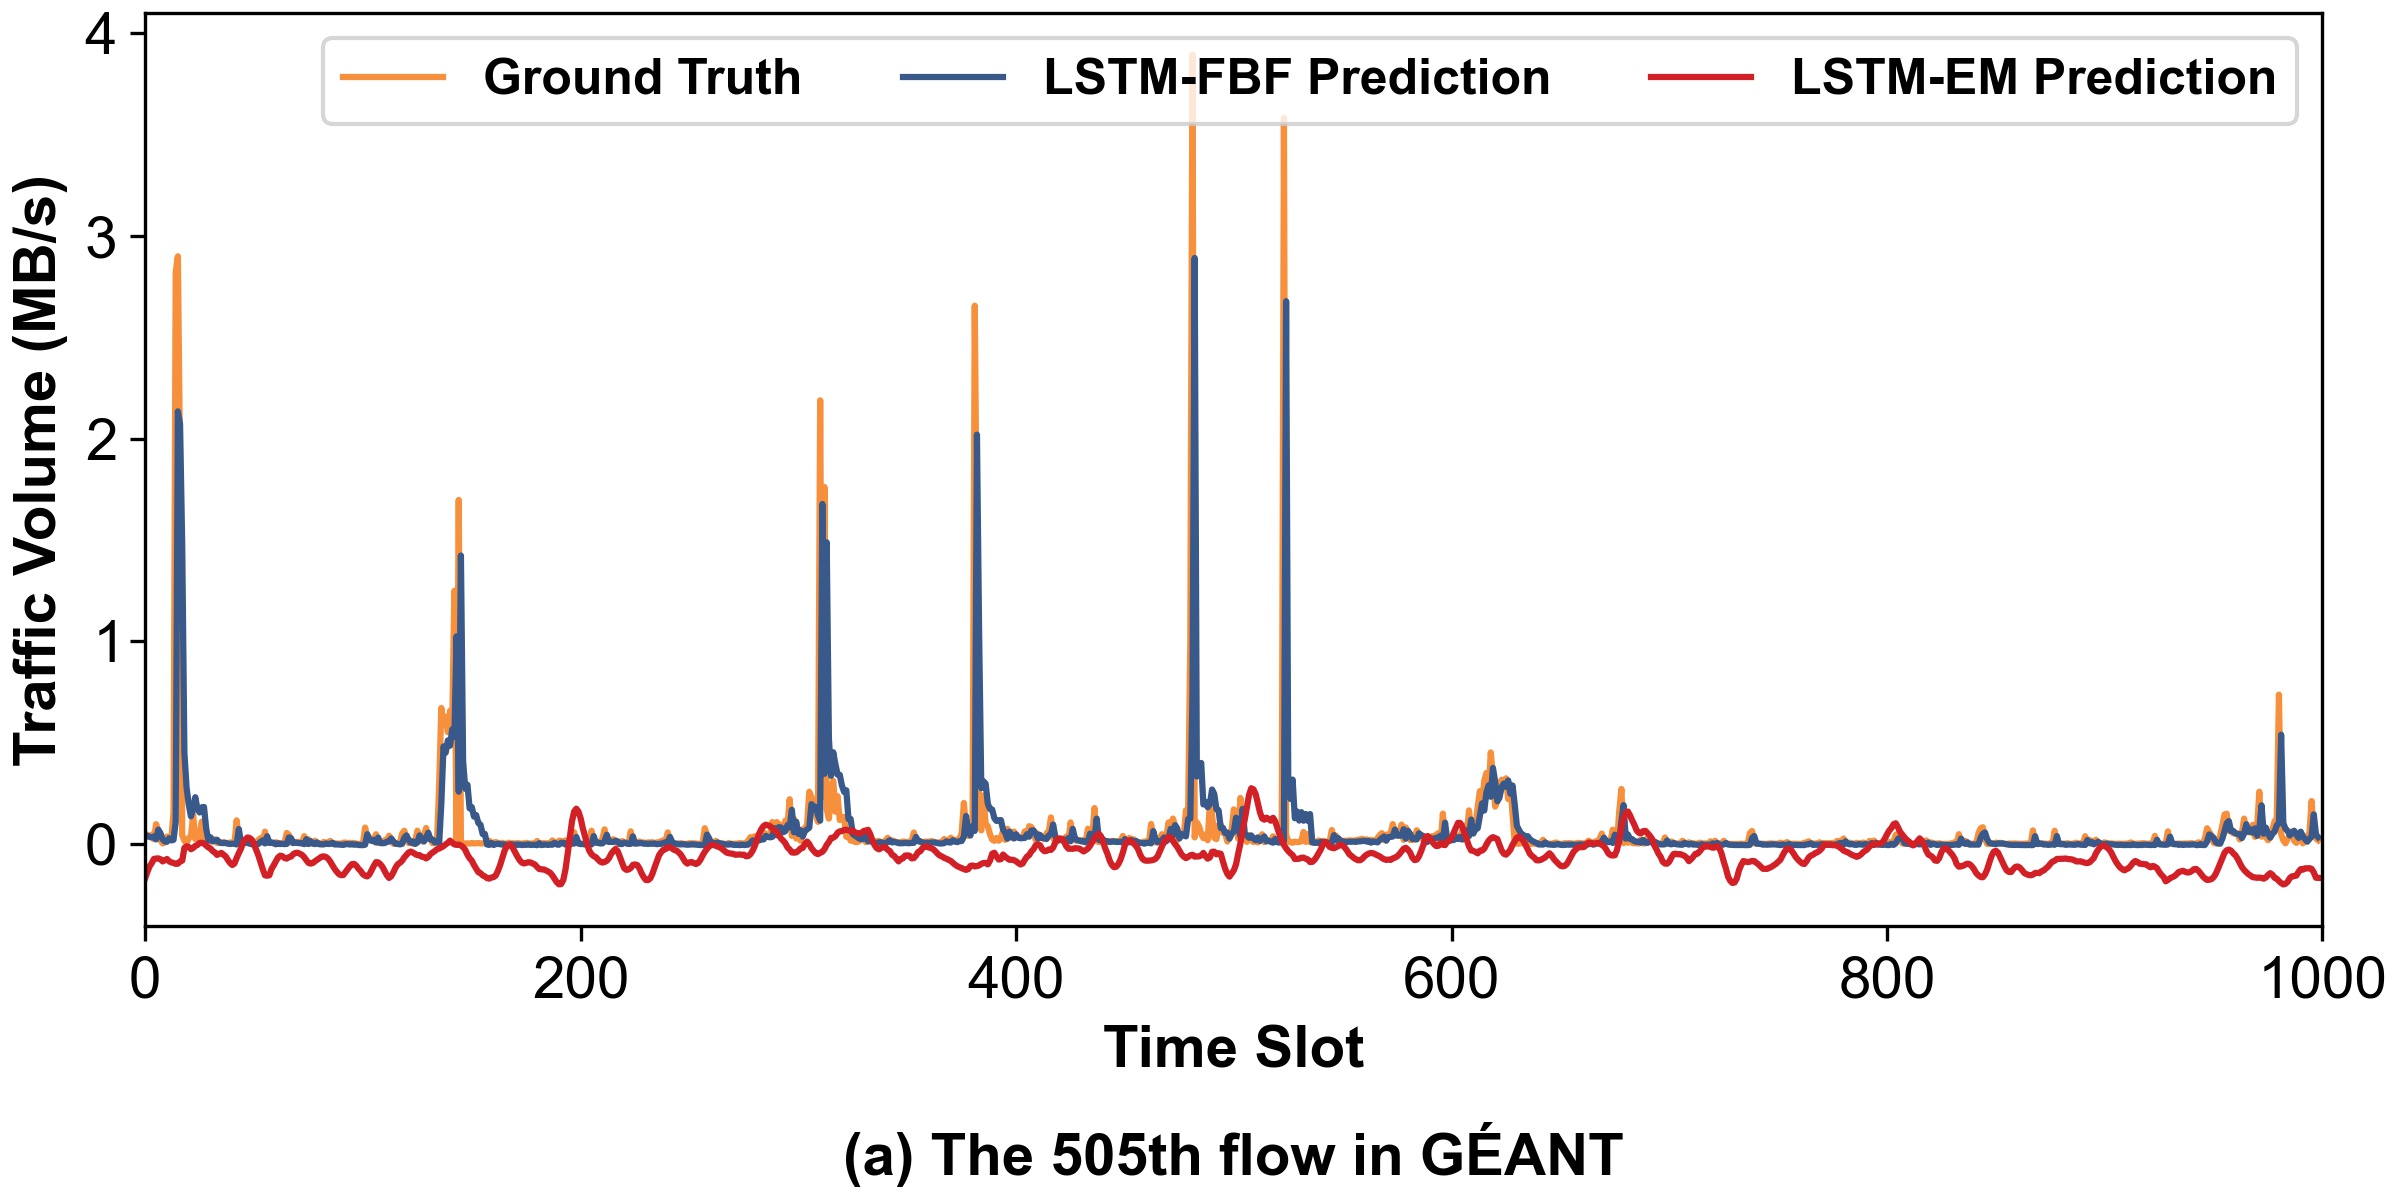 4
3
2
1
0
Traffic Volume (MB/s)
Ground Truth
LSTM-FBF Prediction
LSTM-EM Prediction
0
200
400
600
800
1000
Time Slot
(a) The 505th flow in GÉANT